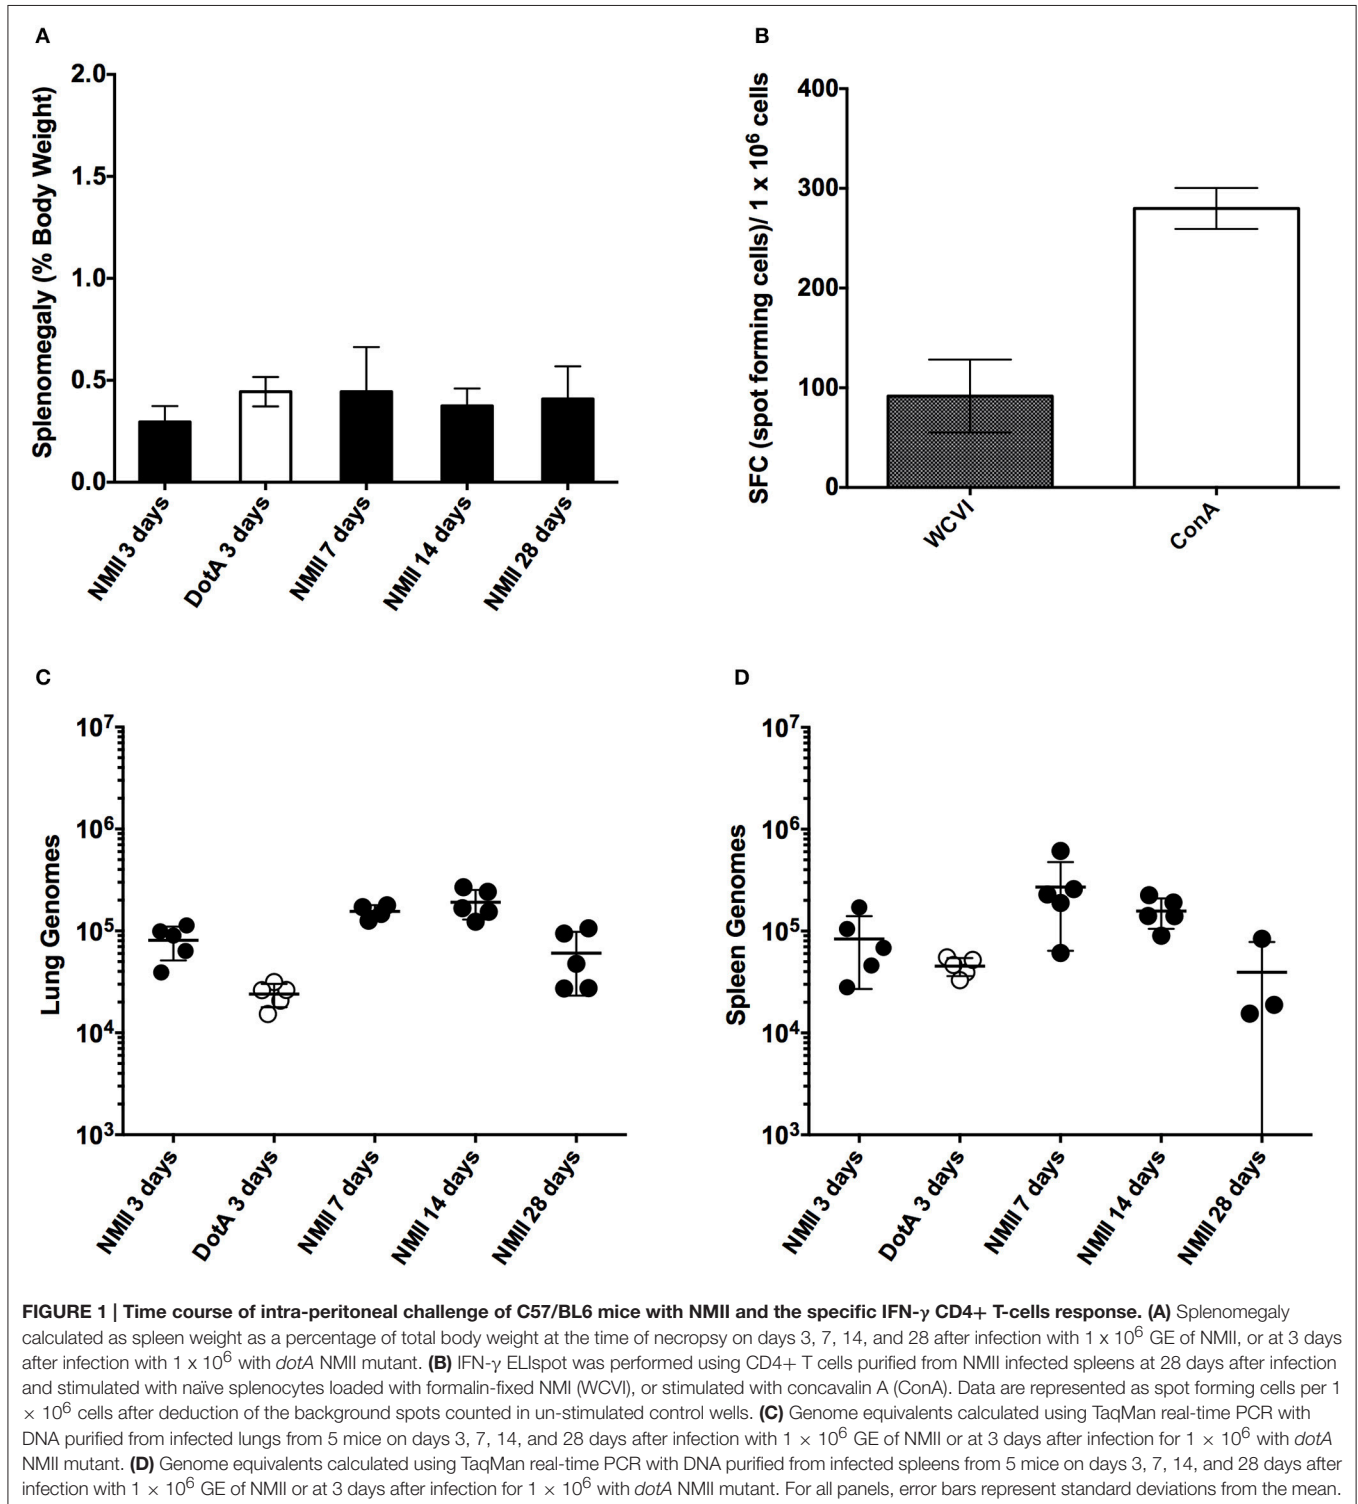 A
Splenomegaly (% Body Weight)
2.0
1.5
1.0
0.5
0.0
NMII 3 days
DotA 3 days
NMII 7 days
NMII 14 days
NMII 28 days
B
SFC (spot forming cells)/ 1 x 10⁶ cells
400
300
200
100
0
WCVI
ConA
C
Lung Genomes
10⁷
10⁶
10⁵
10⁴
10³
NMII 3 days
DotA 3 days
NMII 7 days
NMII 14 days
NMII 28 days
D
Spleen Genomes
10⁷
10⁶
10⁵
10⁴
10³
NMII 3 days
DotA 3 days
NMII 7 days
NMII 14 days
NMII 28 days
FIGURE 1 | Time course of intra-peritoneal challenge of C57/BL6 mice with NMII and the specific IFN-γ CD4+ T-cells response. (A) Splenomegaly
calculated as spleen weight as a percentage of total body weight at the time of necropsy on days 3, 7, 14, and 28 after infection with 1 x 10⁶ GE of NMII, or at 3 days
after infection with 1 x 10⁶ with dotA NMII mutant. (B) IFN-γ ELIspot was performed using CD4+ T cells purified from NMII infected spleens at 28 days after infection
and stimulated with naïve splenocytes loaded with formalin-fixed NMI (WCVI), or stimulated with concavalin A (ConA). Data are represented as spot forming cells per 1
× 10⁶ cells after deduction of the background spots counted in un-stimulated control wells. (C) Genome equivalents calculated using TaqMan real-time PCR with
DNA purified from infected lungs from 5 mice on days 3, 7, 14, and 28 days after infection with 1 × 10⁶ GE of NMII or at 3 days after infection for 1 × 10⁶ with dotA
NMII mutant. (D) Genome equivalents calculated using TaqMan real-time PCR with DNA purified from infected spleens from 5 mice on days 3, 7, 14, and 28 days after
infection with 1 × 10⁶ GE of NMII or at 3 days after infection for 1 × 10⁶ with dotA NMII mutant. For all panels, error bars represent standard deviations from the mean.